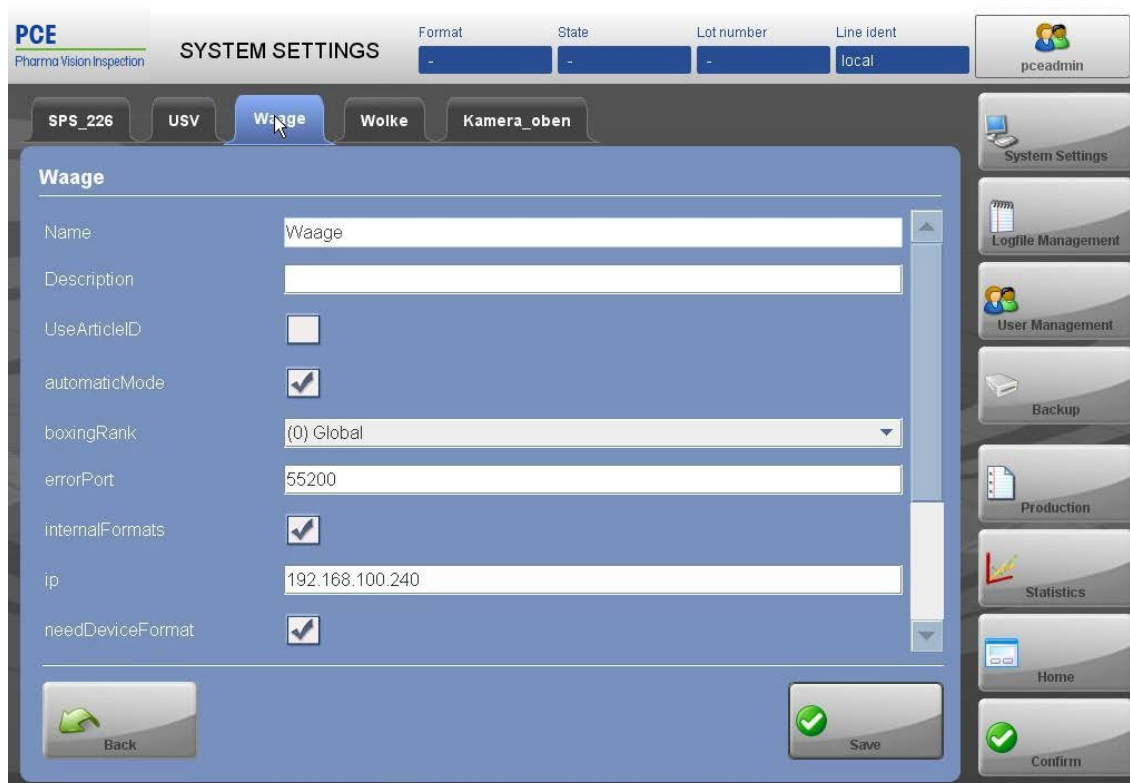 PCE
Pharma Vision Inspection
SYSTEM SETTINGS
Format
-
State
-
Lot number
-
Line ident
local
pceadmin
SPS_226
USV
Waage
Wolke
Kamera_oben
Waage
Name
Waage
Description
UseArticleID
automaticMode
boxingRank
(0) Global
errorPort
55200
internalFormats
ip
192.168.100.240
needDeviceFormat
Back
Save
System Settings
Logfile Management
User Management
Backup
Production
Statistics
Home
Confirm